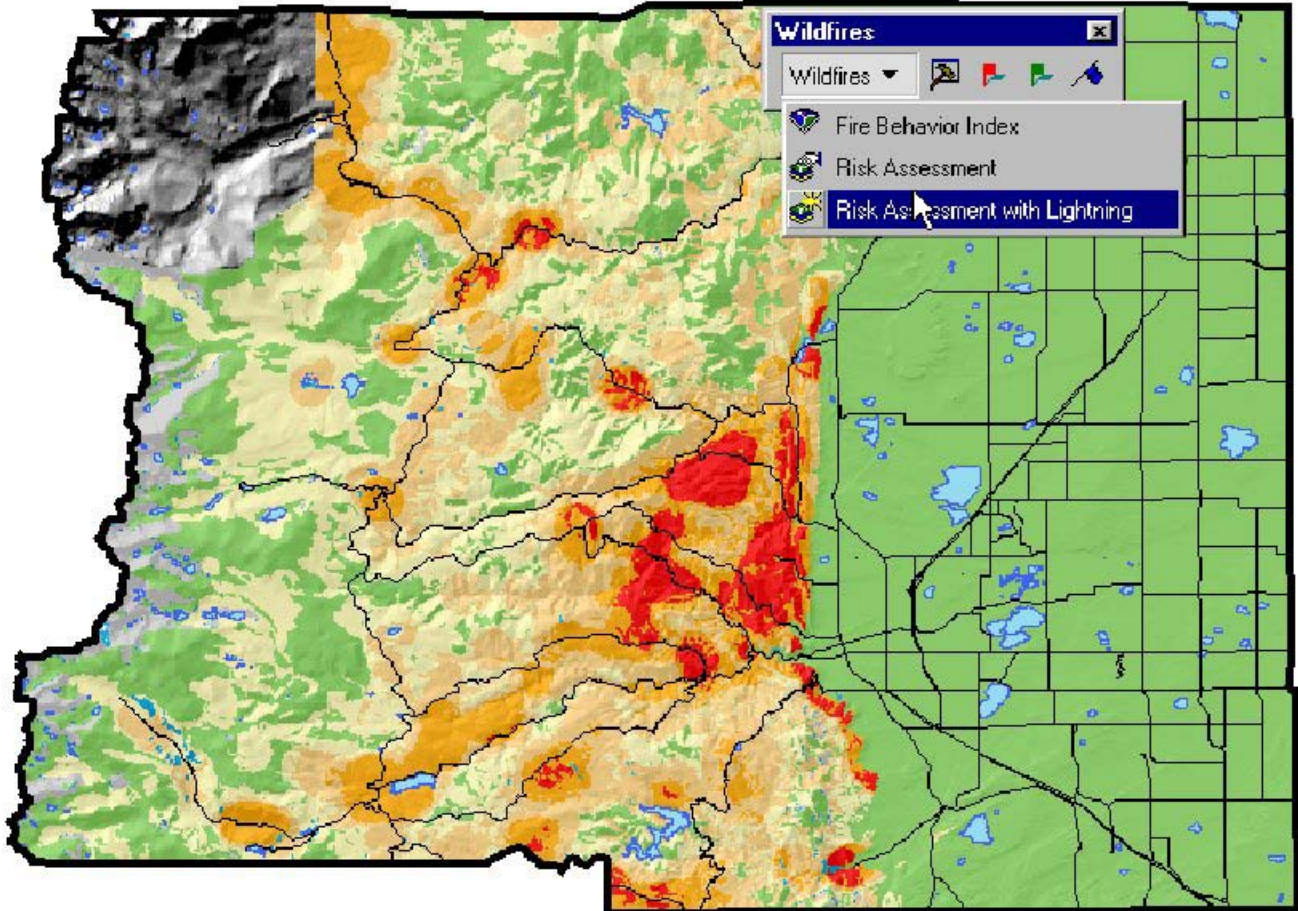 Wildfires
Wildfires
Fire Behavior Index
Risk Assessment
Risk Assessment with Lightning